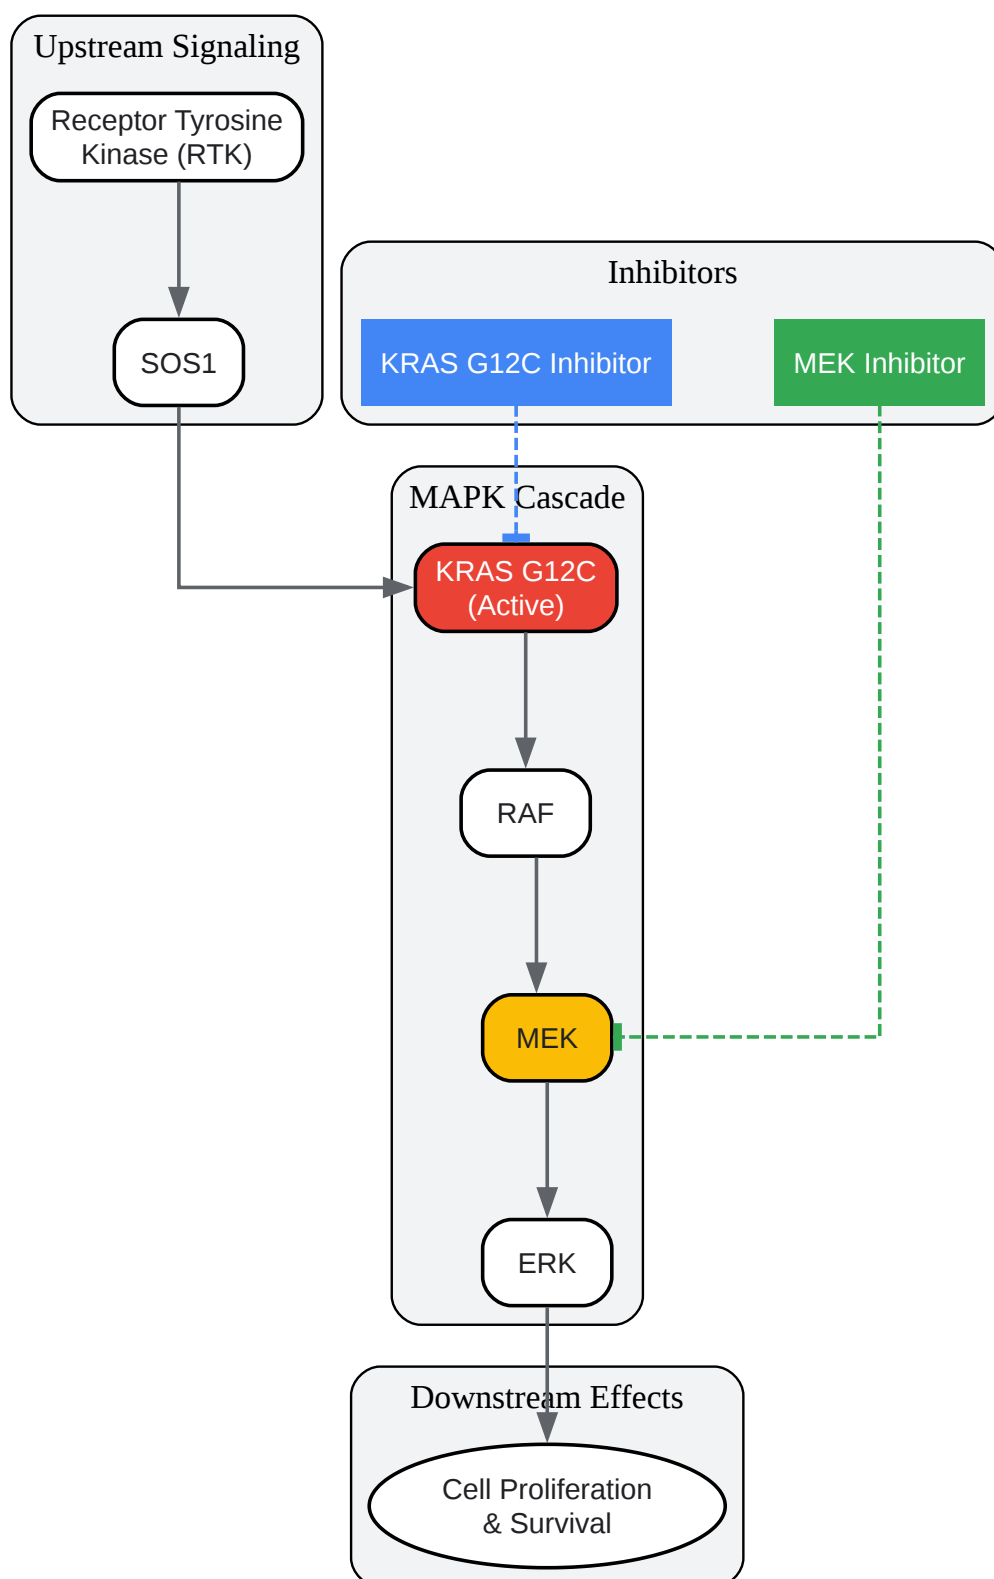 Upstream Signaling
Receptor Tyrosine
Kinase (RTK)
SOS1
Inhibitors
KRAS G12C Inhibitor
MEK Inhibitor
MAPK Cascade
KRAS G12C
(Active)
RAF
MEK
ERK
Downstream Effects
Cell Proliferation
& Survival